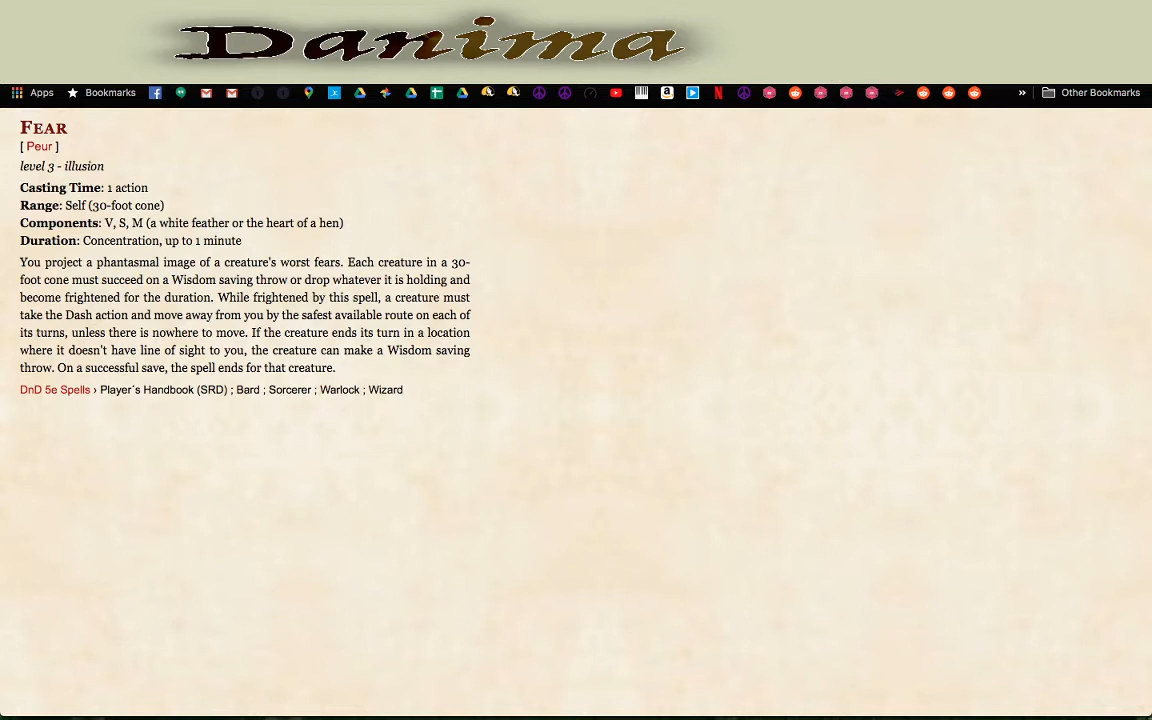 Danima
Apps Bookmarks Other Bookmarks
Fear
[ Peur ]
level 3 - illusion
Casting Time: 1 action
Range: Self (30-foot cone)
Components: V, S, M (a white feather or the heart of a hen)
Duration: Concentration, up to 1 minute
You project a phantasmal image of a creature's worst fears. Each creature in a 30-
foot cone must succeed on a Wisdom saving throw or drop whatever it is holding and
become frightened for the duration. While frightened by this spell, a creature must
take the Dash action and move away from you by the safest available route on each of
its turns, unless there is nowhere to move. If the creature ends its turn in a location
where it doesn't have line of sight to you, the creature can make a Wisdom saving
throw. On a successful save, the spell ends for that creature.
DnD 5e Spells › Player´s Handbook (SRD) ; Bard ; Sorcerer ; Warlock ; Wizard